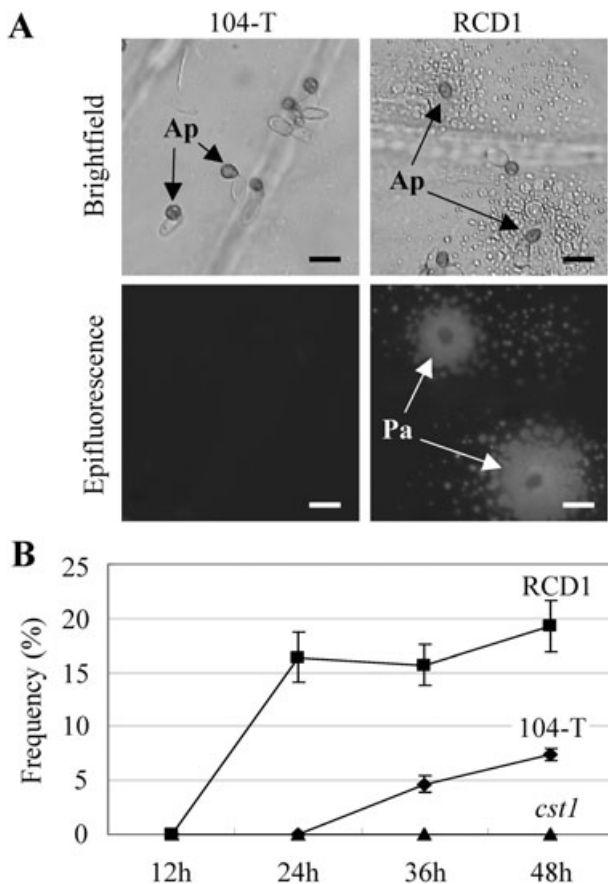 A
104-T
RCD1
Brightfield
Ap
Ap
Epifluorescence
Pa
B
25
20
15
10
5
0
Frequency (%)
RCD1
104-T
cst1
12h 24h 36h 48h